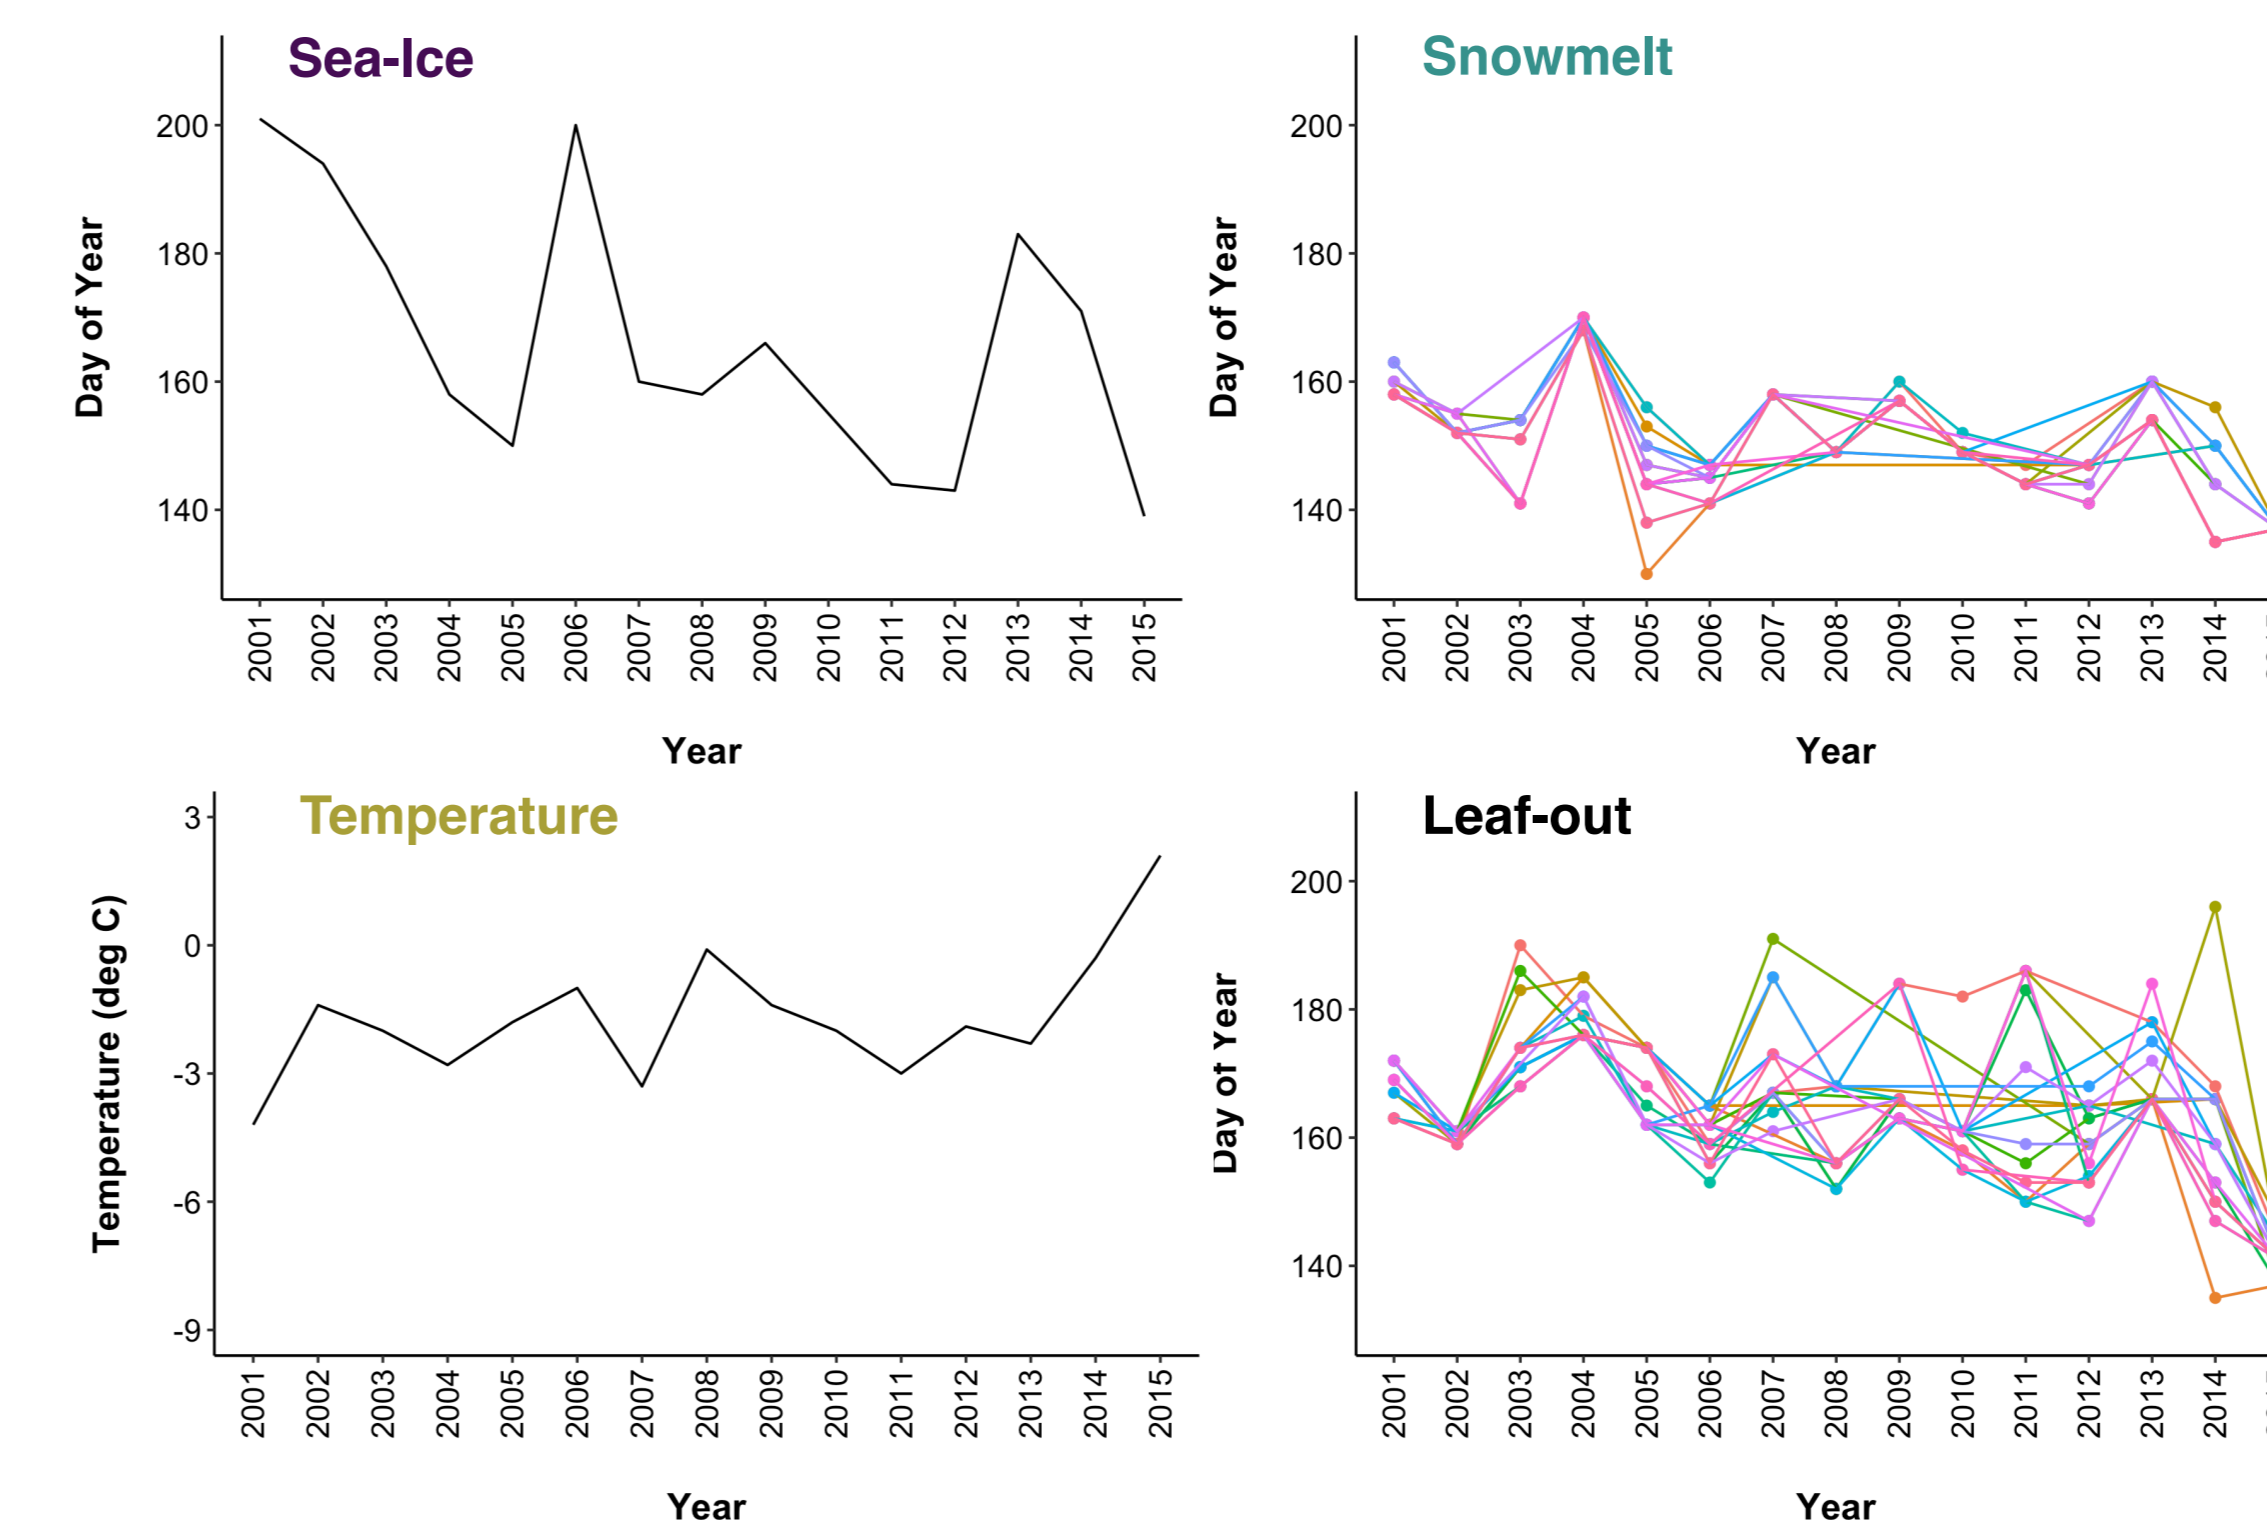 Sea-Ice
Day of Year
200
180
160
140
2001 2002 2003 2004 2005 2006 2007 2008 2009 2010 2011 2012 2013 2014 2015
Year
Snowmelt
Day of Year
200
180
160
140
2001 2002 2003 2004 2005 2006 2007 2008 2009 2010 2011 2012 2013 2014
Year
Temperature
Temperature (deg C)
3
0
-3
-6
-9
2001 2002 2003 2004 2005 2006 2007 2008 2009 2010 2011 2012 2013 2014 2015
Year
Leaf-out
Day of Year
200
180
160
140
2001 2002 2003 2004 2005 2006 2007 2008 2009 2010 2011 2012 2013 2014
Year